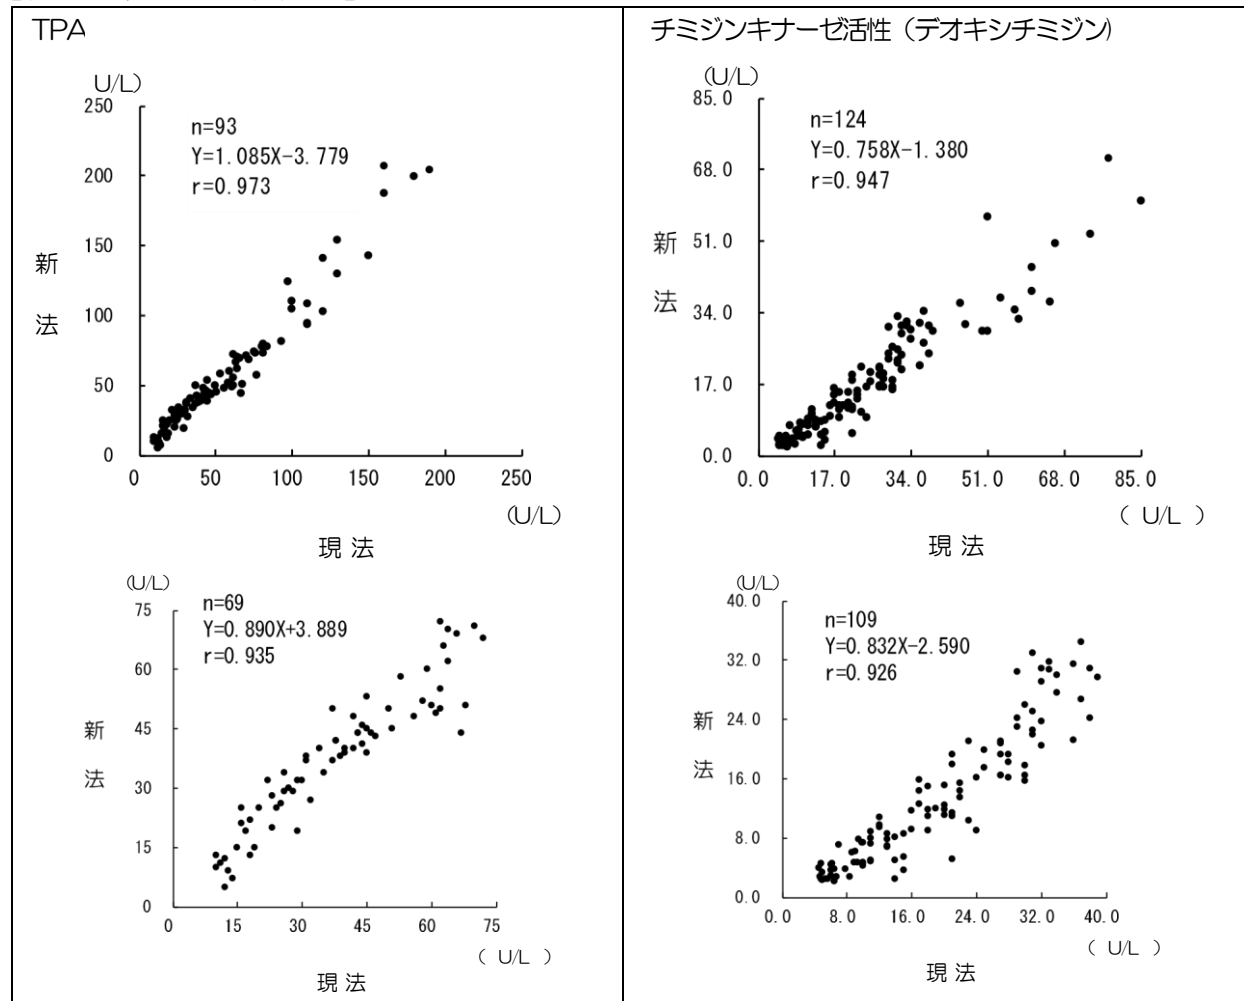 TPA
U/L)
250
n=93
Y=1.085X-3.779
r=0.973
200
150
新
法
100
50
0
0 50 100 150 200 250
(U/L)
現 法
(U/L)
75
n=69
Y=0.890X+3.889
r=0.935
60
45
新
法
30
15
0
0 15 30 45 60 75
( U/L )
現 法
チミジンキナーゼ活性（デオキシチミジン)
(U/L)
85.0
n=124
Y=0.758X-1.380
r=0.947
68.0
51.0
新
法
34.0
17.0
0.0
0.0 17.0 34.0 51.0 68.0 85.0
( U/L )
現 法
(U/L)
40.0
n=109
Y=0.832X-2.590
r=0.926
32.0
24.0
新
法
16.0
8.0
0.0
0.0 8.0 16.0 24.0 32.0 40.0
( U/L )
現 法